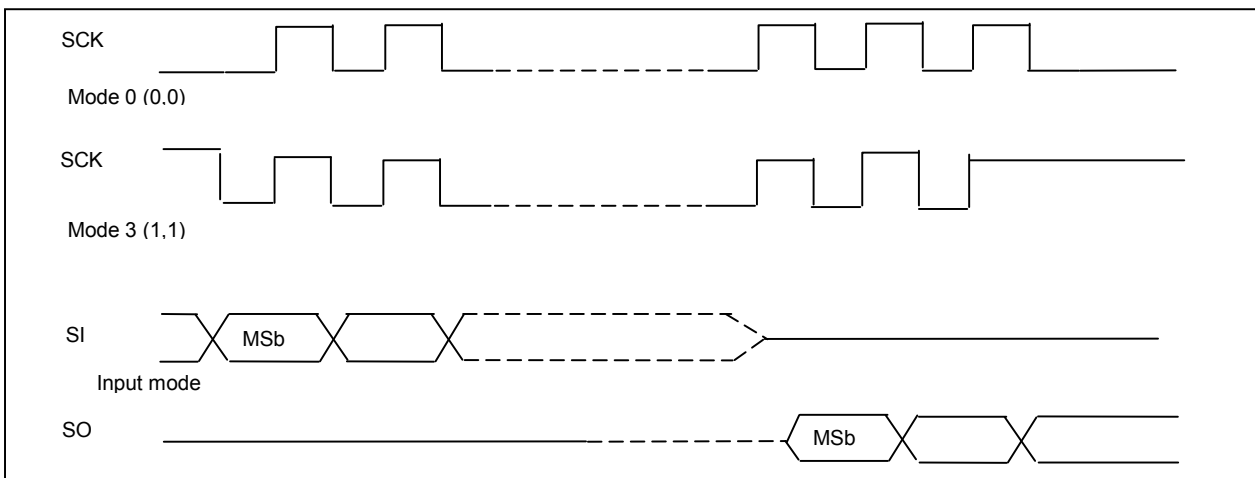 SCK
Mode 0 (0,0)
SCK
Mode 3 (1,1)
SI
MSb
Input mode
SO
MSb